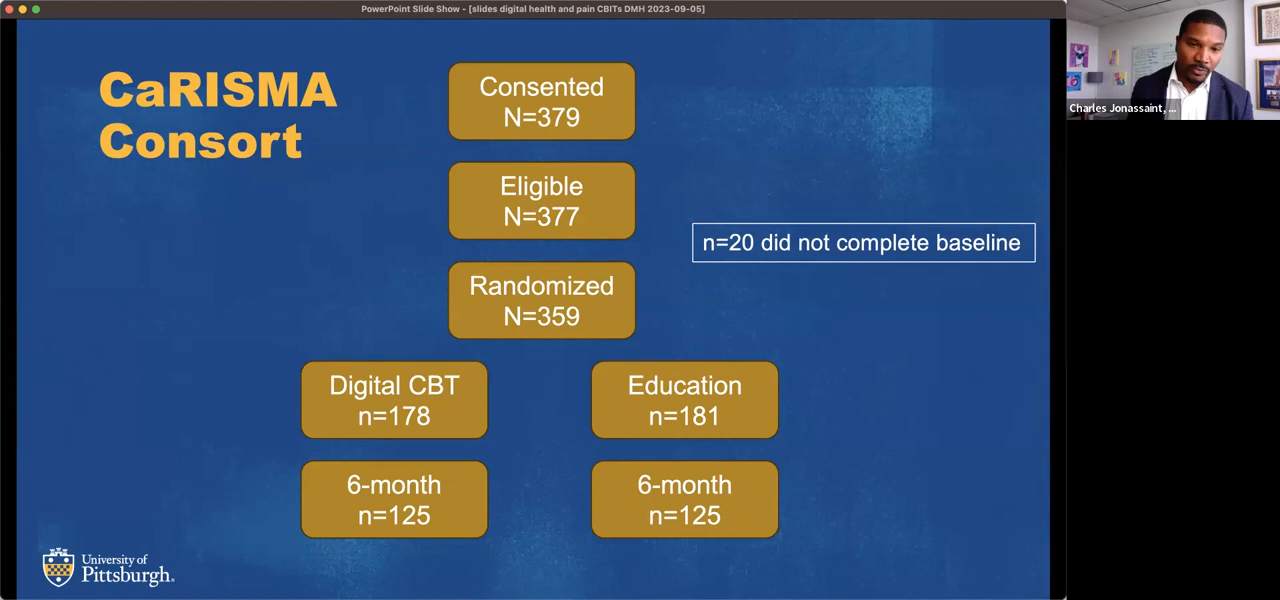 PowerPoint Slide Show - [slides digital health and pain CBITs DMH 2023-09-05]
CaRISMA
Consort
Consented
N=379
Eligible
N=377
n=20 did not complete baseline
Randomized
N=359
Digital CBT
n=178
Education
n=181
6-month
n=125
6-month
n=125
University of
Pittsburgh.
Charles Jonassaint, ...